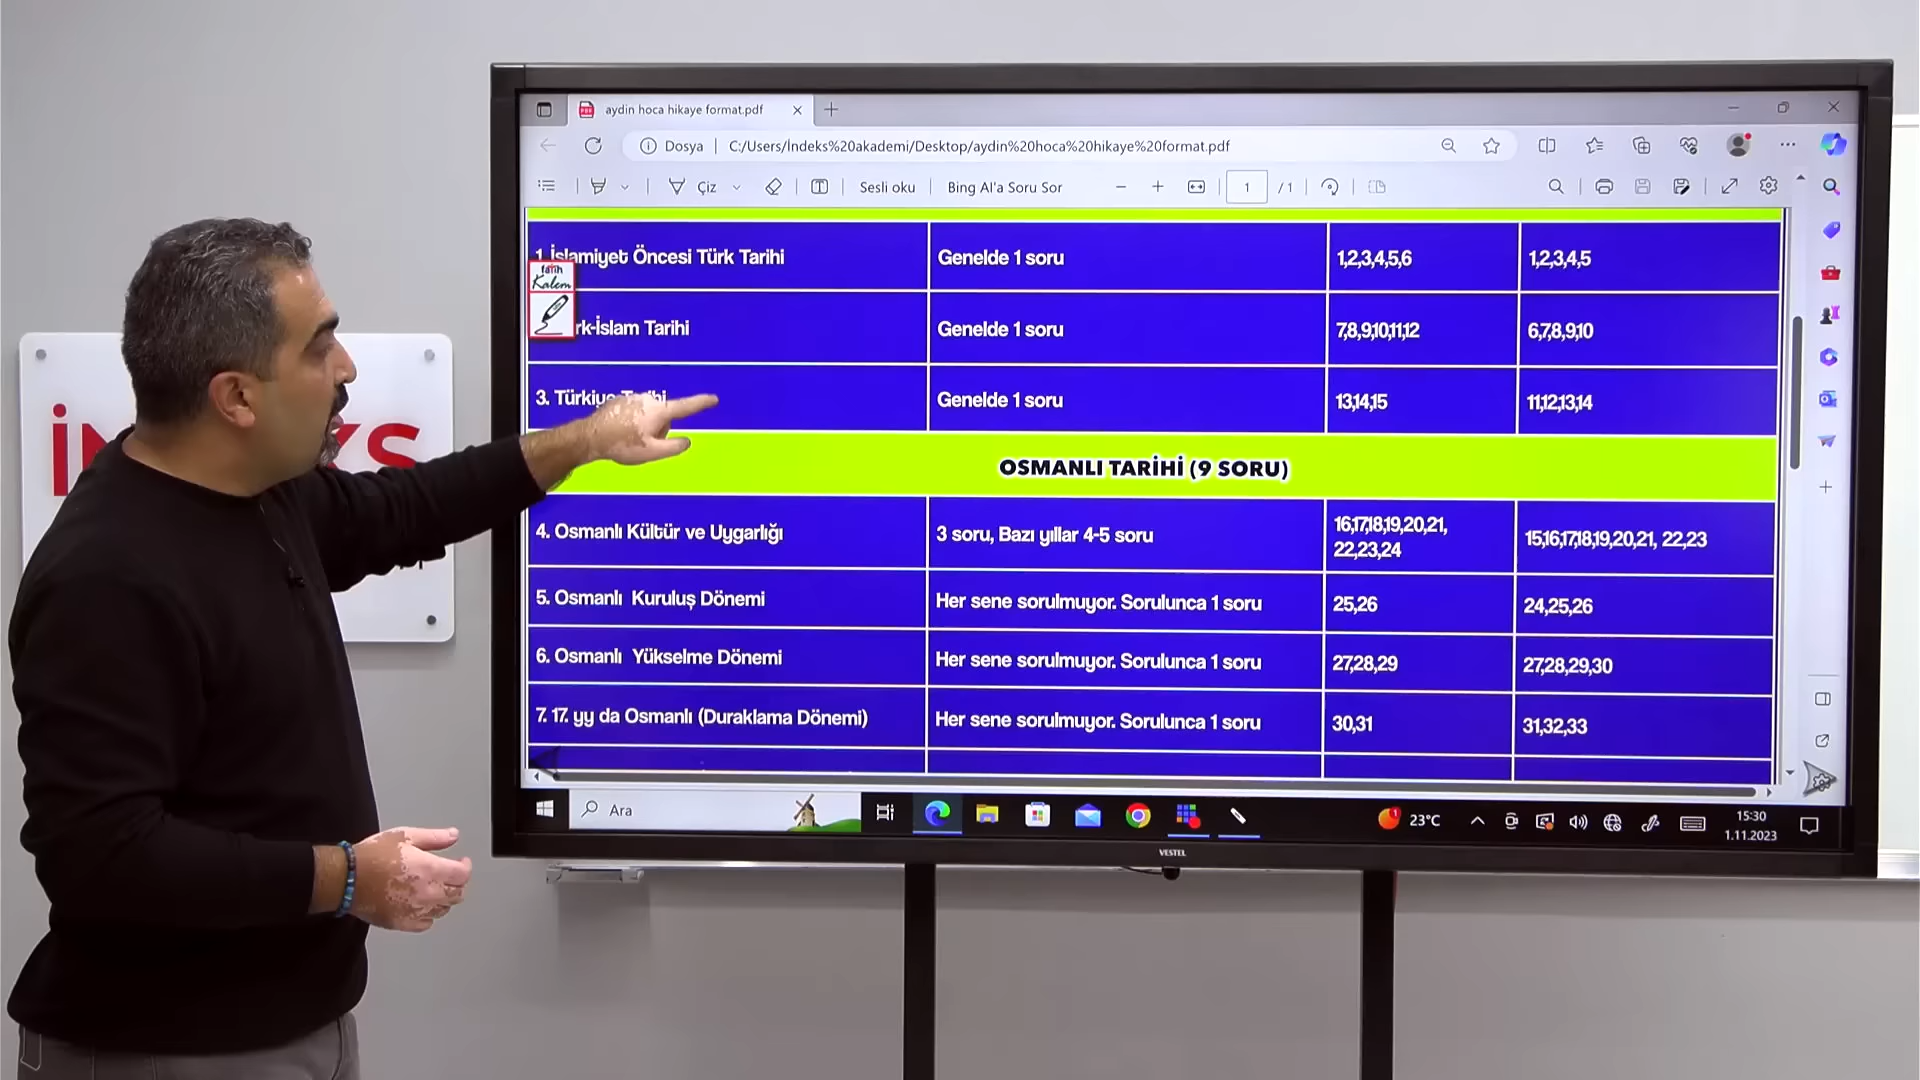 aydin hoca hikaye format.pdf
Dosya C:/Users/İndeks%20akademi/Desktop/aydin%20hoca%20hikaye%20format.pdf
Çiz Sesli oku Bing AI'a Soru Sor 1 /1
1. İslamiyet Öncesi Türk Tarihi Genelde 1 soru 1,2,3,4,5,6 1,2,3,4,5
fatih
Kalem
rk-İslam Tarihi Genelde 1 soru 7,8,9,10,11,12 6,7,8,9,10
3. Türkiye Tarihi Genelde 1 soru 13,14,15 11,12,13,14
OSMANLI TARİHİ (9 SORU)
4. Osmanlı Kültür ve Uygarlığı 3 soru, Bazı yıllar 4-5 soru 16,17,18,19,20,21, 15,16,17,18,19,20,21, 22,23
22,23,24
5. Osmanlı Kuruluş Dönemi Her sene sorulmuyor. Sorulunca 1 soru 25,26 24,25,26
6. Osmanlı Yükselme Dönemi Her sene sorulmuyor. Sorulunca 1 soru 27,28,29 27,28,29,30
7. 17. yy da Osmanlı (Duraklama Dönemi) Her sene sorulmuyor. Sorulunca 1 soru 30,31 31,32,33
Ara 1 23°C 15:30
1.11.2023
VESTEL